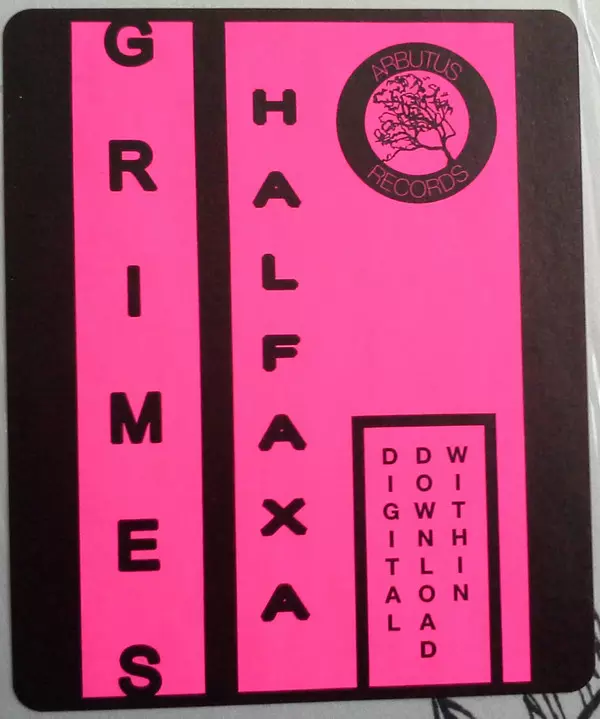 GRIMES
HALFAXA
ARBUTUS
RECORDS
DIGITAL
DOWNLOAD
WITHIN